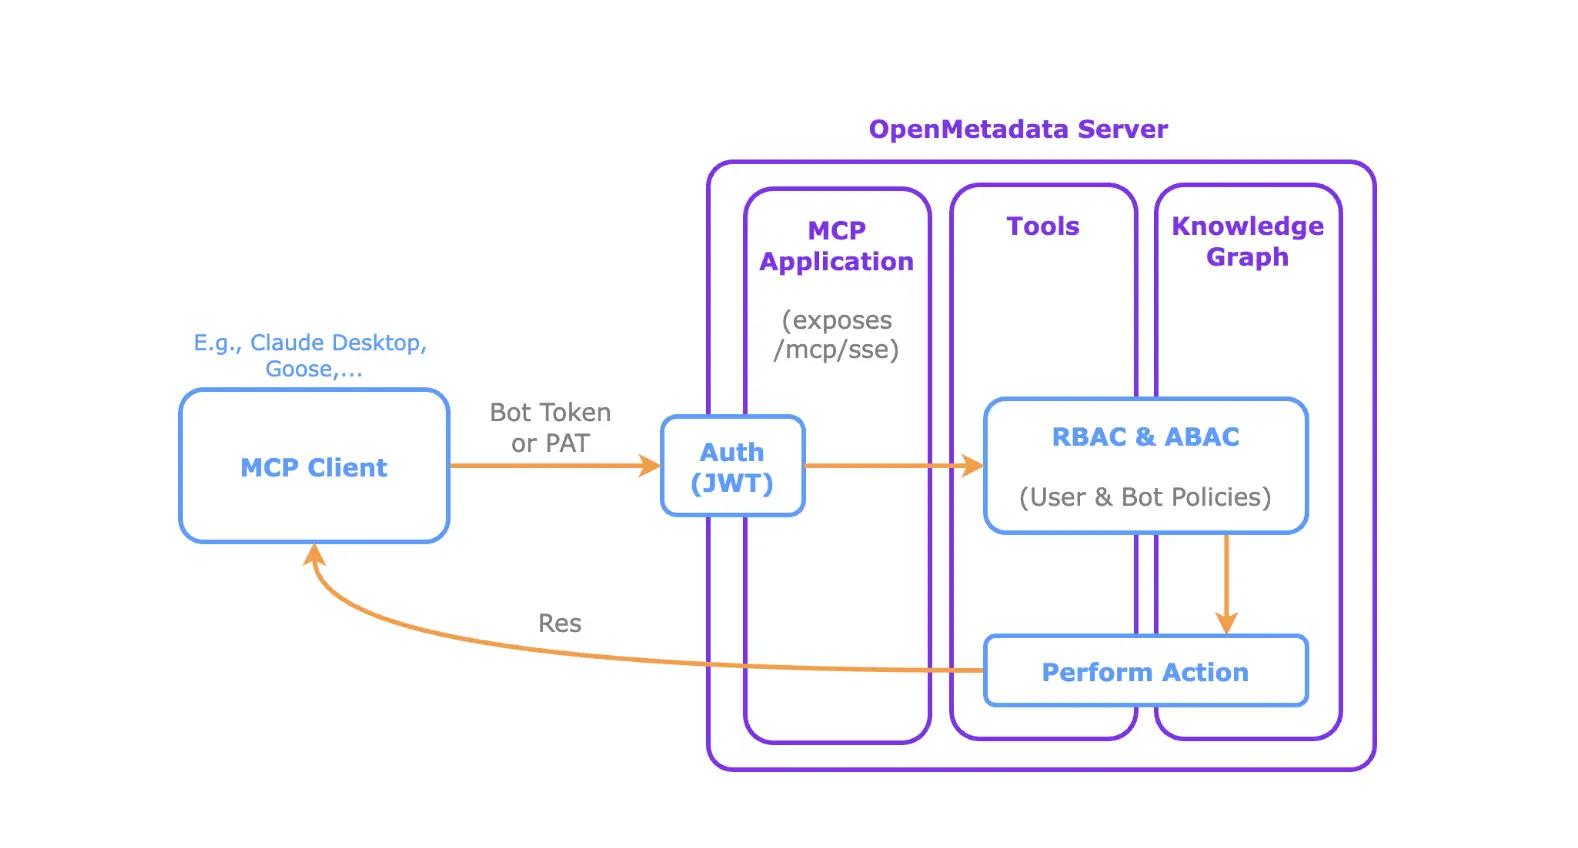 OpenMetadata Server
MCP
Application
(exposes
/mcp/sse)
Tools
Knowledge
Graph
E.g., Claude Desktop,
Goose,...
MCP Client
Bot Token
or PAT
Auth
(JWT)
RBAC & ABAC
(User & Bot Policies)
Res
Perform Action